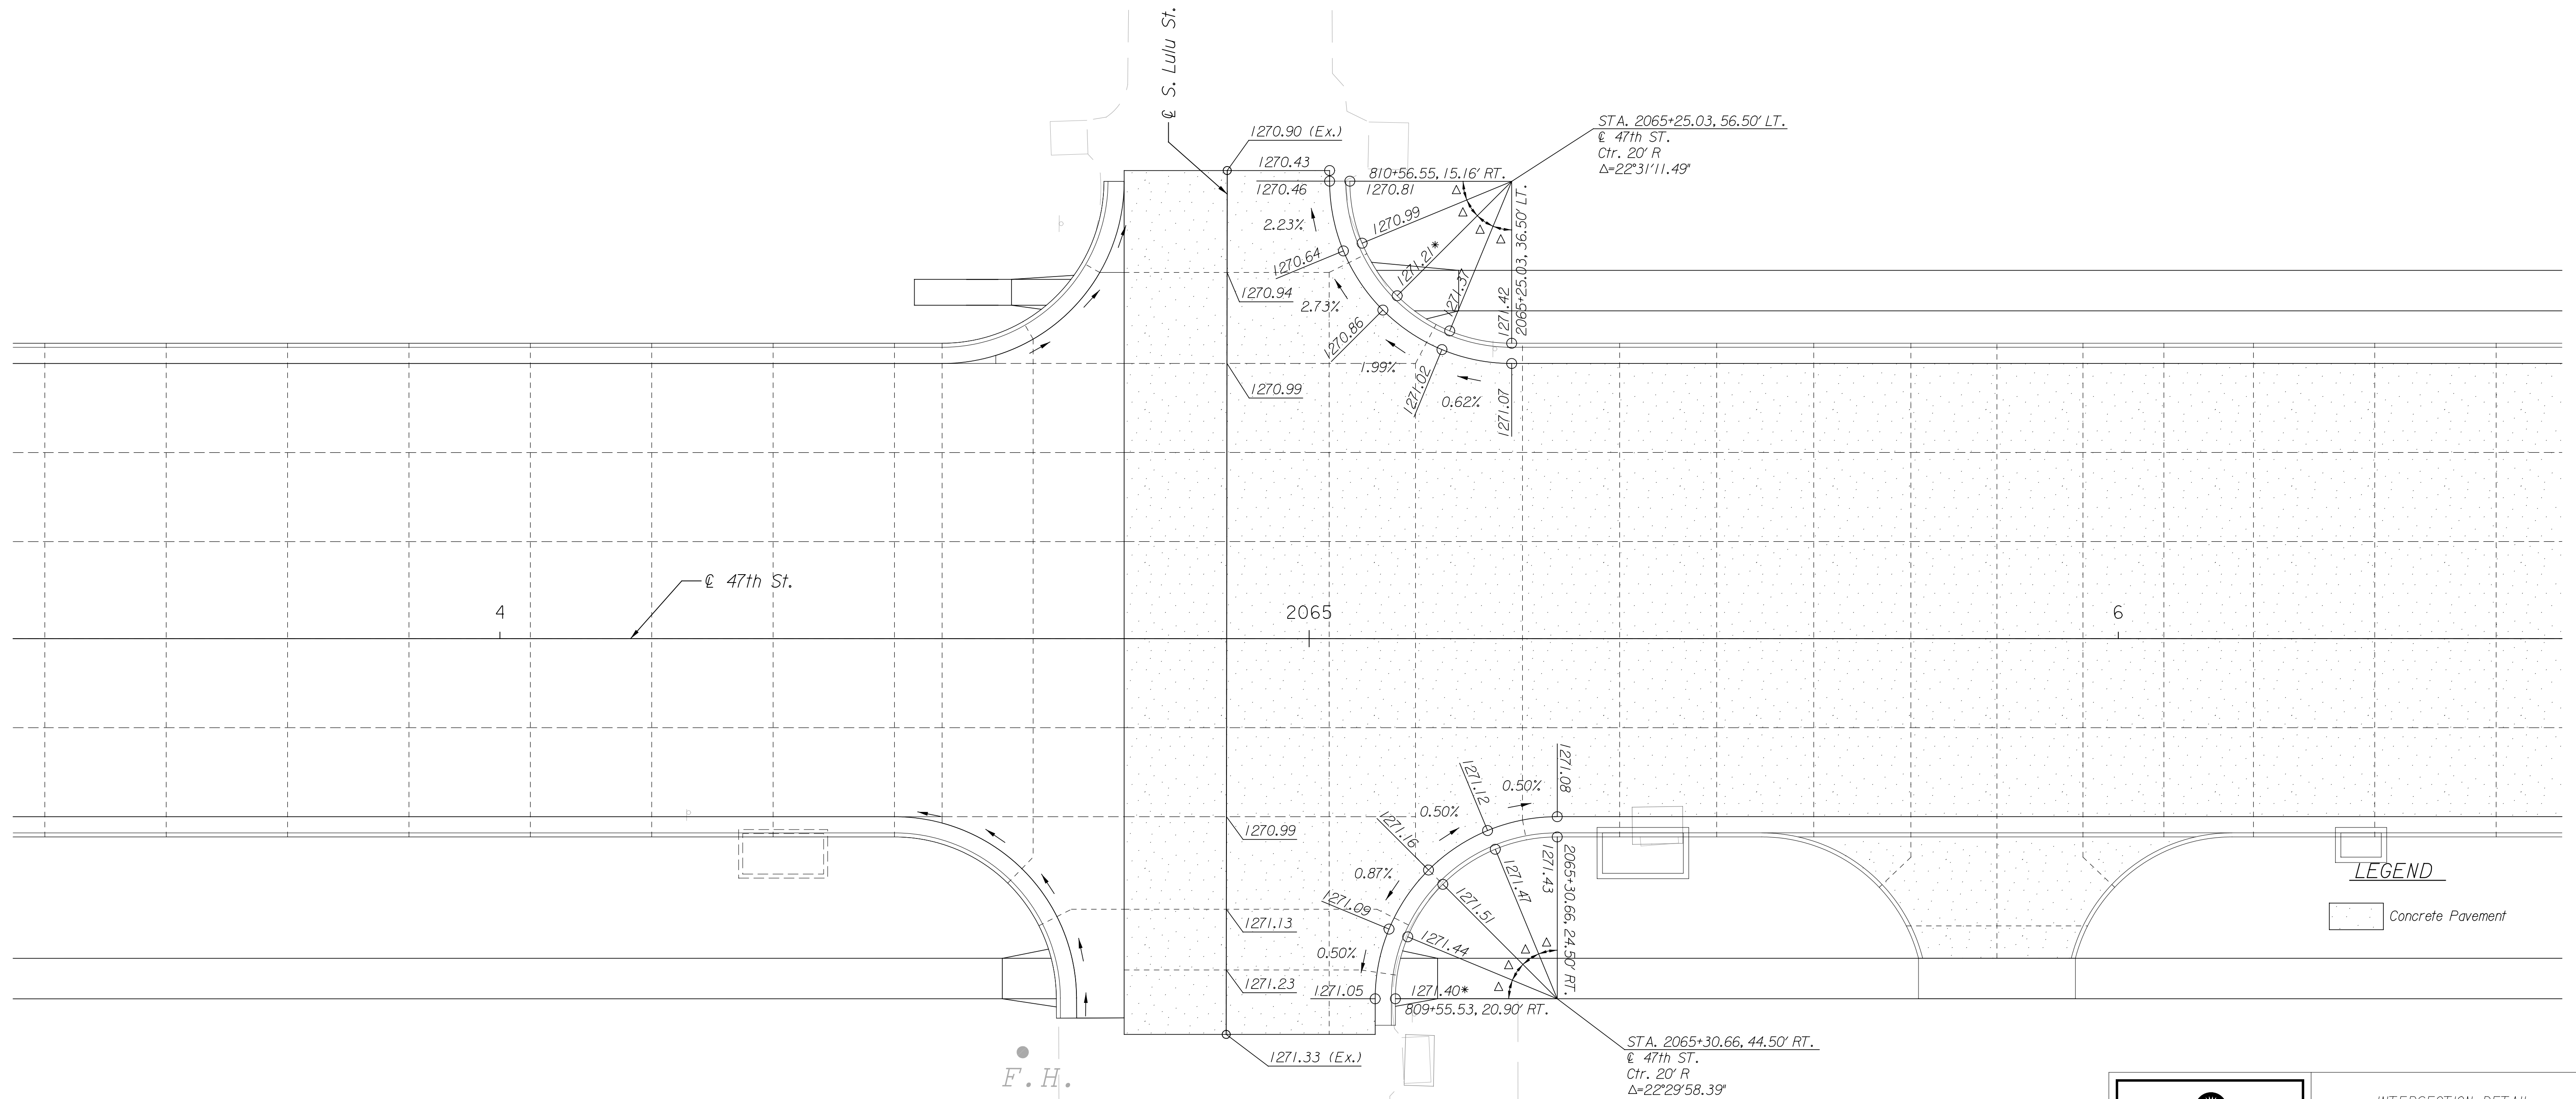 ℄ S. Lulu St.
1270.90 (Ex.)
1270.43
1270.46
810+56.55, 15.16' RT.
1270.81
STA. 2065+25.03, 56.50' LT.
℄ 47th ST.
Ctr. 20' R
Δ=22°31'11.49"
Δ
Δ
Δ
Δ
2065+25.03, 36.50' LT.
1270.99
2.23%
1270.64
1271.21*
1271.37
1270.94
2.73%
1271.42
1270.86
1.99%
1270.99
1271.02
0.62%
1271.07
℄ 47th St.
4
2065
6
1271.08
1271.12
0.50%
0.50%
1271.16
1270.99
1271.43
2065+30.66, 24.50' RT.
1271.47
0.87%
1271.51
1271.09
1271.13
1271.44
Δ
Δ
Δ
Δ
0.50%
1271.23
1271.05
1271.40*
809+55.53, 20.90' RT.
1271.33 (Ex.)
STA. 2065+30.66, 44.50' RT.
℄ 47th ST.
Ctr. 20' R
Δ=22°29'58.39"
F.H.
LEGEND
Concrete Pavement
INTERSECTION DETAIL